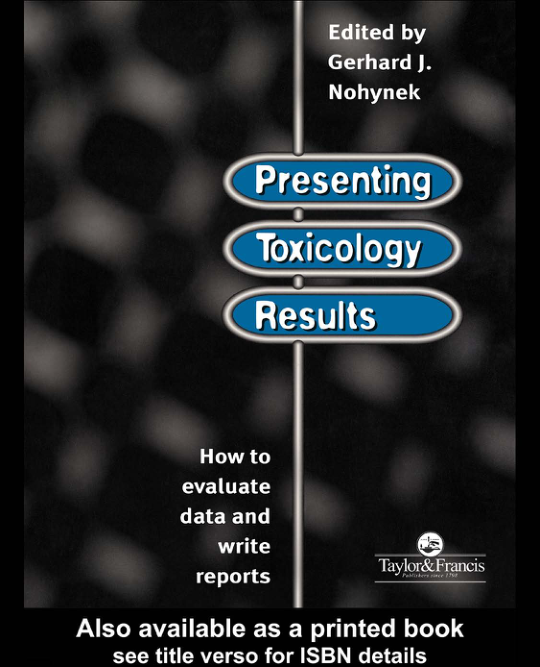 Edited by
Gerhard J.
Nohynek
Presenting
Toxicology
Results
How to
evaluate
data and
write
reports
Taylor&Francis
Publishers since 1798
Also available as a printed book
see title verso for ISBN details